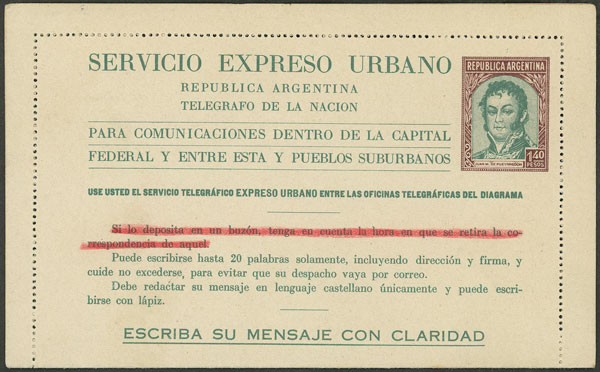 SERVICIO EXPRESO URBANO
REPUBLICA ARGENTINA
TELEGRAFO DE LA NACION
REPUBLICA ARGENTINA
1.40
PESOS
PARA COMUNICACIONES DENTRO DE LA CAPITAL
FEDERAL Y ENTRE ESTA Y PUEBLOS SUBURBANOS
USE USTED EL SERVICIO TELEGRÁFICO EXPRESO URBANO ENTRE LAS OFICINAS TELEGRÁFICAS DEL DIAGRAMA
Si lo deposita en un buzón, tenga en cuenta la hora en que se retira la co-
rrespondencia de aquel.
Puede escribirse hasta 20 palabras solamente, incluyendo dirección y firma, y
cuide no excederse, para evitar que su despacho vaya por correo.
Debe redactar su mensaje en lenguaje castellano únicamente y puede escri-
birse con lápiz.
ESCRIBA SU MENSAJE CON CLARIDAD